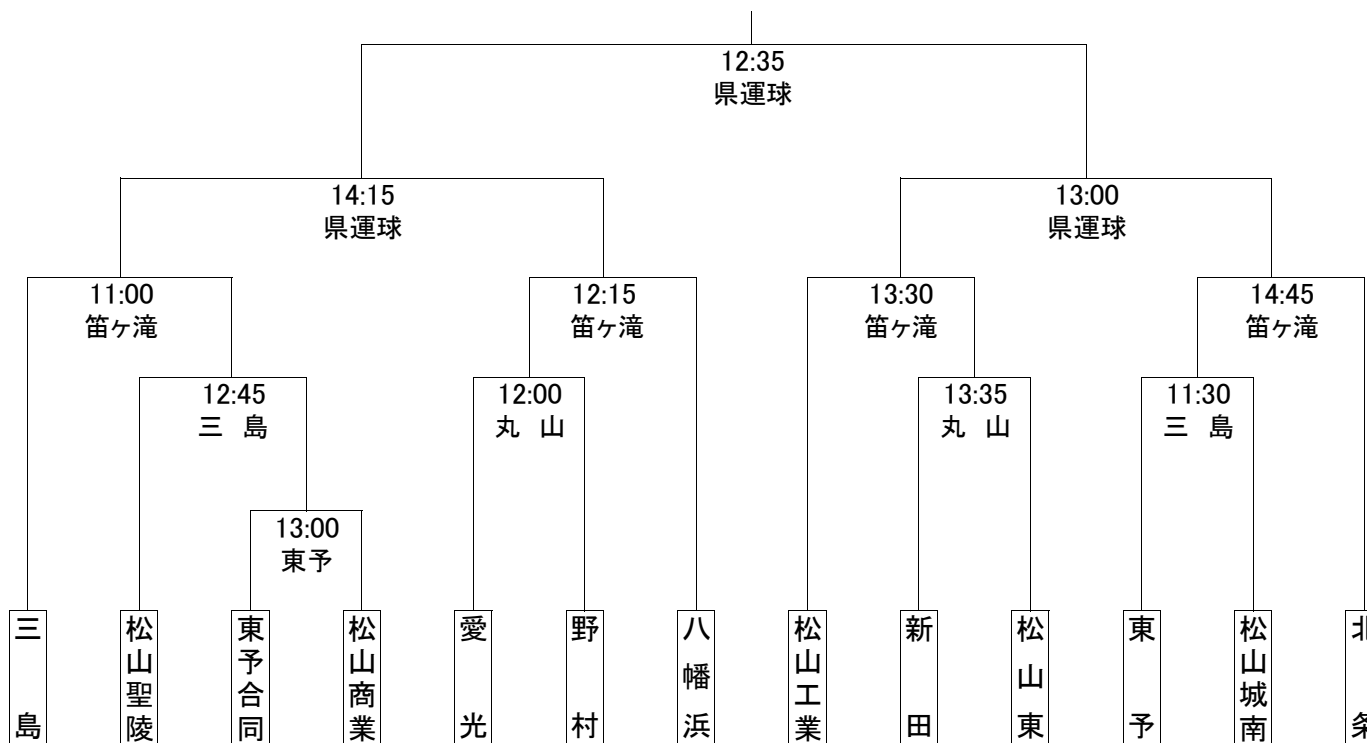 12:35
県運球
14:15
県運球
13:00
県運球
11:00
笛ヶ滝
12:15
笛ヶ滝
13:30
笛ヶ滝
14:45
笛ヶ滝
12:45
三 島
12:00
丸 山
13:35
丸 山
11:30
三 島
13:00
東予
三島
松山聖陵
東予合同
松山商業
愛光
野村
八幡浜
松山工業
新田
松山東
東予
松山城南
北条